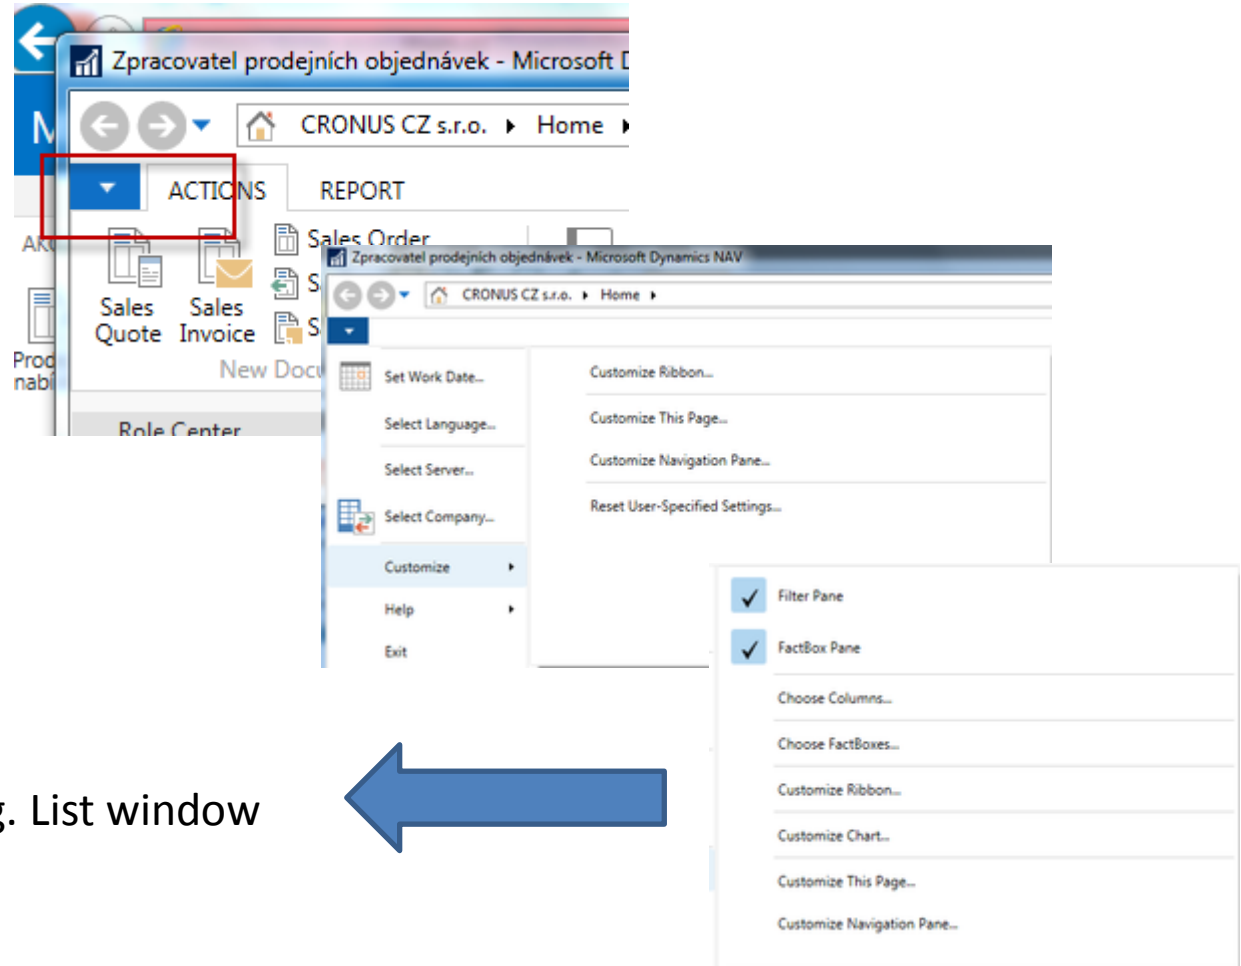 Zpracovatel prodejních objednávek - Microsoft D
M
CRONUS CZ s.r.o. Home
ACTIONS REPORT
AK
Sales Order
S
S
Sales Quote
Sales Invoice
Prod
nabí
New Docu
Role Center
Zpracovatel prodejních objednávek - Microsoft Dynamics NAV
CRONUS CZ s.r.o. Home
Set Work Date...
Select Language...
Select Server...
Select Company...
Customize
Help
Exit
Customize Ribbon...
Customize This Page...
Customize Navigation Pane...
Reset User-Specified Settings...
Filter Pane
FactBox Pane
Choose Columns...
Choose FactBoxes...
Customize Ribbon...
Customize Chart...
Customize This Page...
Customize Navigation Pane...
g. List window